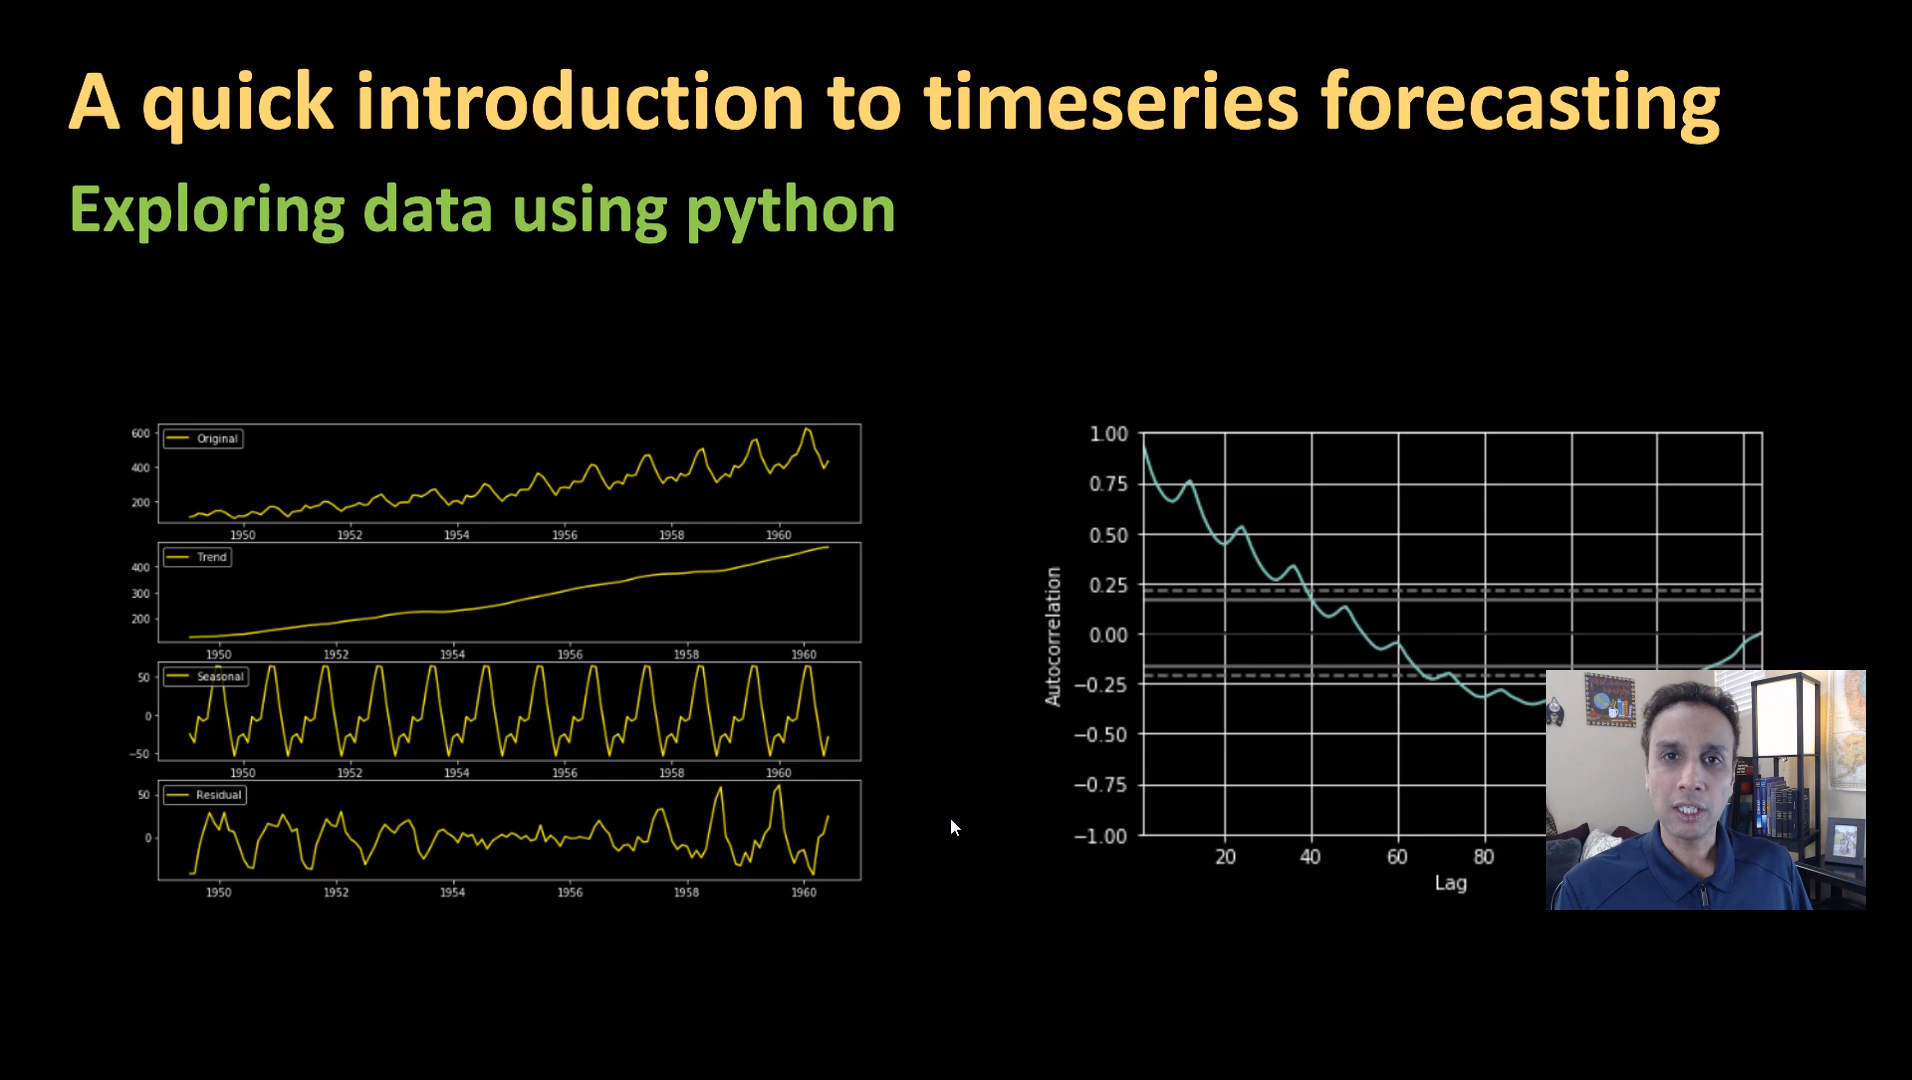 A quick introduction to timeseries forecasting
Exploring data using python
Original
600
400
200
1950 1952 1954 1956 1958 1960
Trend
400
300
200
1950 1952 1954 1956 1958 1960
Seasonal
50
0
−50
1950 1952 1954 1956 1958 1960
Residual
50
0
1950 1952 1954 1956 1958 1960
1.00
0.75
0.50
0.25
0.00
−0.25
−0.50
−0.75
−1.00
Autocorrelation
20 40 60 80
Lag